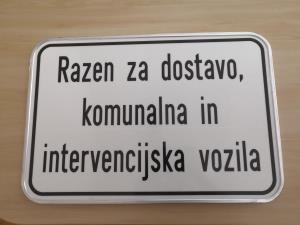 Razen za dostavo,
komunalna in
intervencijska vozila